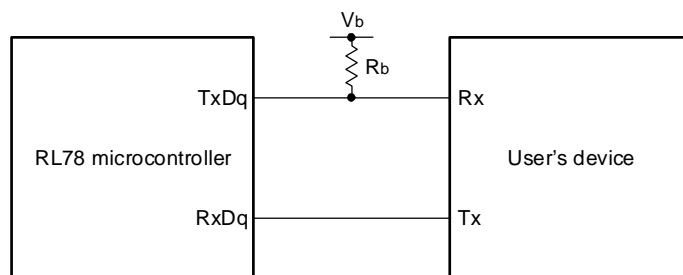 Vb
Rb
TxDq
Rx
RL78 microcontroller
User's device
RxDq
Tx